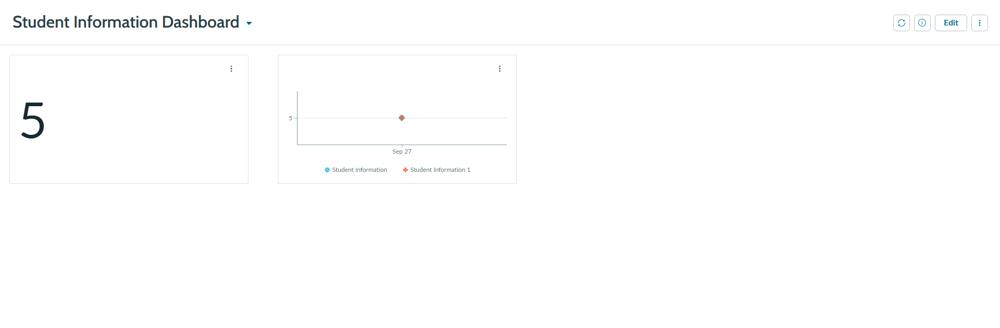 Student Information Dashboard
Edit
5
5
Sep 27
Student Information
Student Information 1